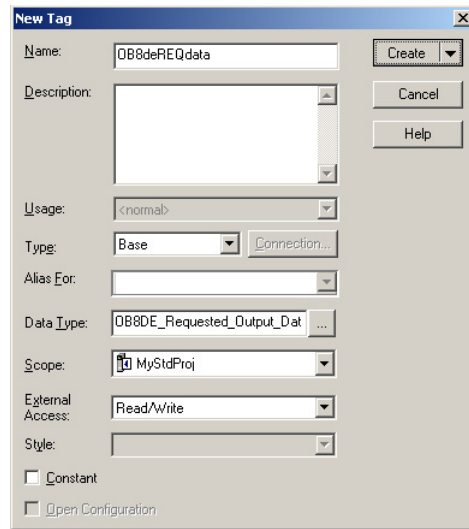 New Tag
Name: OB8deREQdata Create
Description: Cancel
Help
Usage: <normal>
Type: Base Connection...
Alias For:
Data Type: OB8DE_Requested_Output_Dat ...
Scope: MyStdProj
External
Access: Read/Write
Style:
Constant
Open Configuration